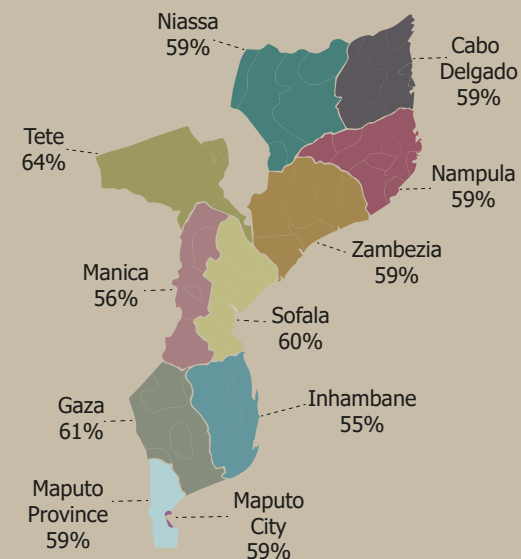 Niassa
59%
Cabo
Delgado
59%
Tete
64%
Nampula
59%
Zambezia
59%
Manica
56%
Sofala
60%
Gaza
61%
Inhambane
55%
Maputo
Province
59%
Maputo
City
59%